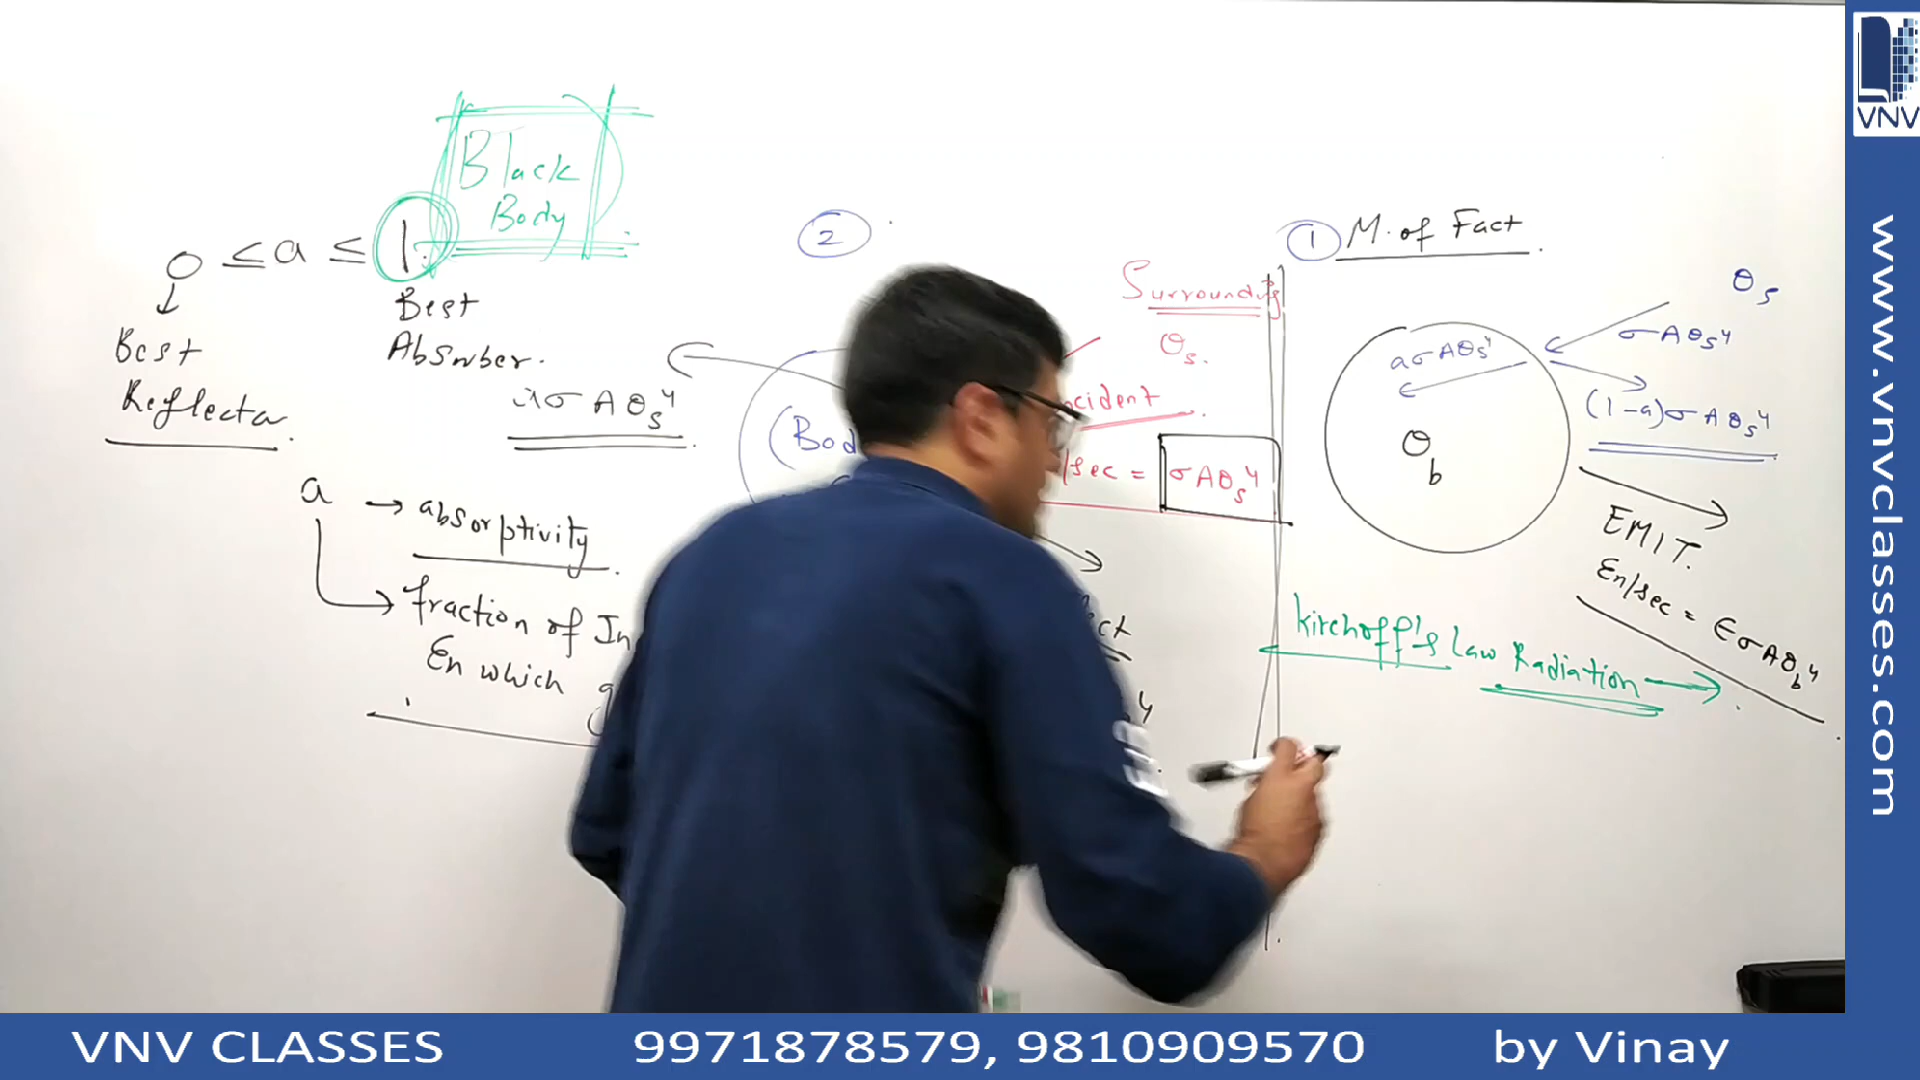 Black
Body
0 ≤ a ≤ 1.
Best
Reflector.
Best
Absorber.
aσAθs⁴
a → absorptivity.
fraction of In
En which
2
(Bod
Surrounding
θs.
cident
/sec = σAθs⁴
ect
1 M. of Fact.
θs
σAθs⁴
aσAθs⁴
(1-a)σAθs⁴
θb
EMIT.
En/sec = ϵσAθb⁴
Kirchoff's Law Radiation →
VNV
www.vnvclasses.com
VNV CLASSES 9971878579, 9810909570 by Vinay